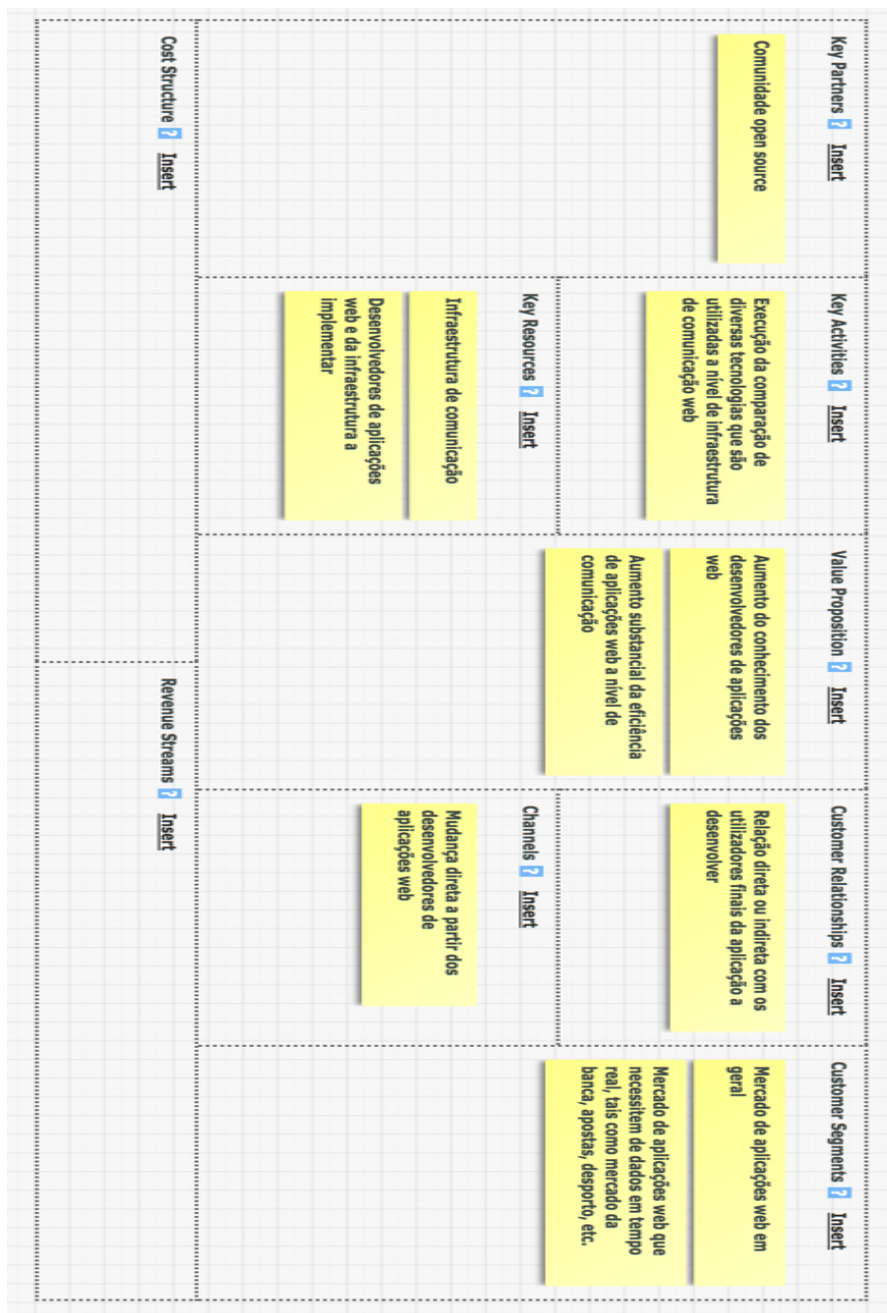 Key Partners ? Insert
Comunidade open source
Key Activities ? Insert
Execução da comparação de
diversas tecnologias que são
utilizadas a nível de infraestrutura
de comunicação web
Key Resources ? Insert
Infraestrutura de comunicação
Desenvolvedores de aplicações
web e da infraestrutura a
implementar
Value Proposition ? Insert
Aumento do conhecimento dos
desenvolvedores de aplicações
web
Aumento substancial da eficiência
de aplicações web a nível de
comunicação
Customer Relationships ? Insert
Relação direta ou indireta com os
utilizadores finais da aplicação a
desenvolver
Channels ? Insert
Mudança direta a partir dos
desenvolvedores de
aplicações web
Customer Segments ? Insert
Mercado de aplicações web em
geral
Mercado de aplicações web que
necessitem de dados em tempo
real, tais como mercado da
banca, apostas, desporto, etc.
Cost Structure ? Insert
Revenue Streams ? Insert